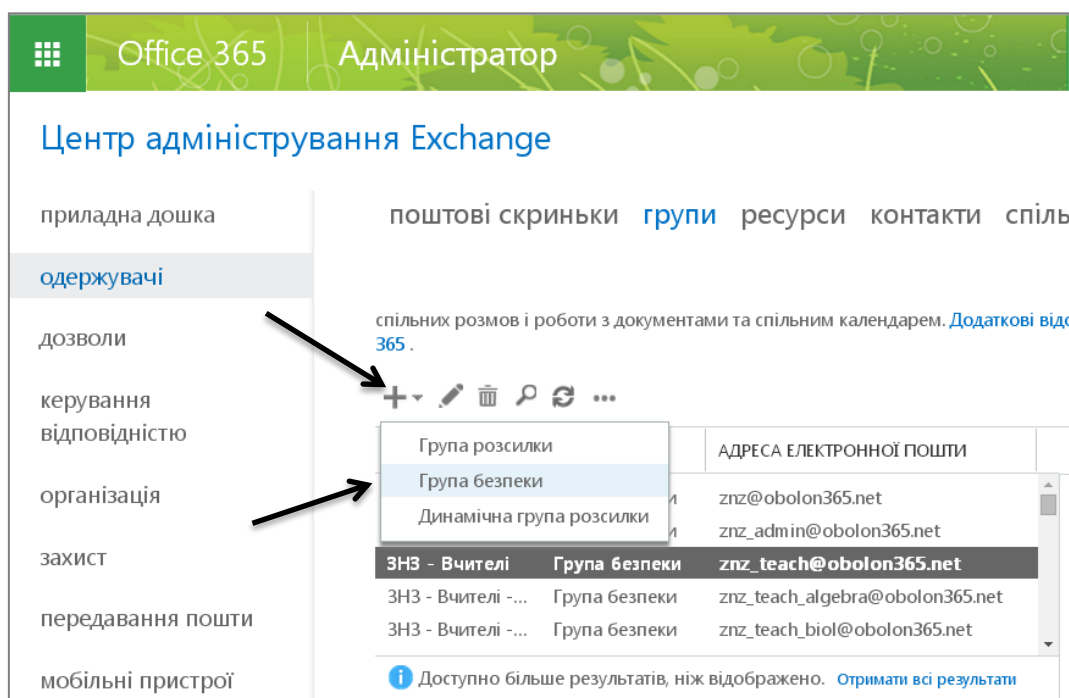 Office 365 Адміністратор
Центр адміністрування Exchange
приладна дошка
одержувачі
дозволи
керування
відповідністю
організація
захист
передавання пошти
мобільні пристрої
поштові скриньки групи ресурси контакти спіль
спільних розмов і роботи з документами та спільним календарем. Додаткові відо
365 .
Група розсилки
Група безпеки
Динамічна група розсилки
АДРЕСА ЕЛЕКТРОННОЇ ПОШТИ
и znz@obolon365.net
и znz_admin@obolon365.net
ЗНЗ - Вчителі Група безпеки znz_teach@obolon365.net
ЗНЗ - Вчителі -... Група безпеки znz_teach_algebra@obolon365.net
ЗНЗ - Вчителі -... Група безпеки znz_teach_biol@obolon365.net
Доступно більше результатів, ніж відображено. Отримати всі результати